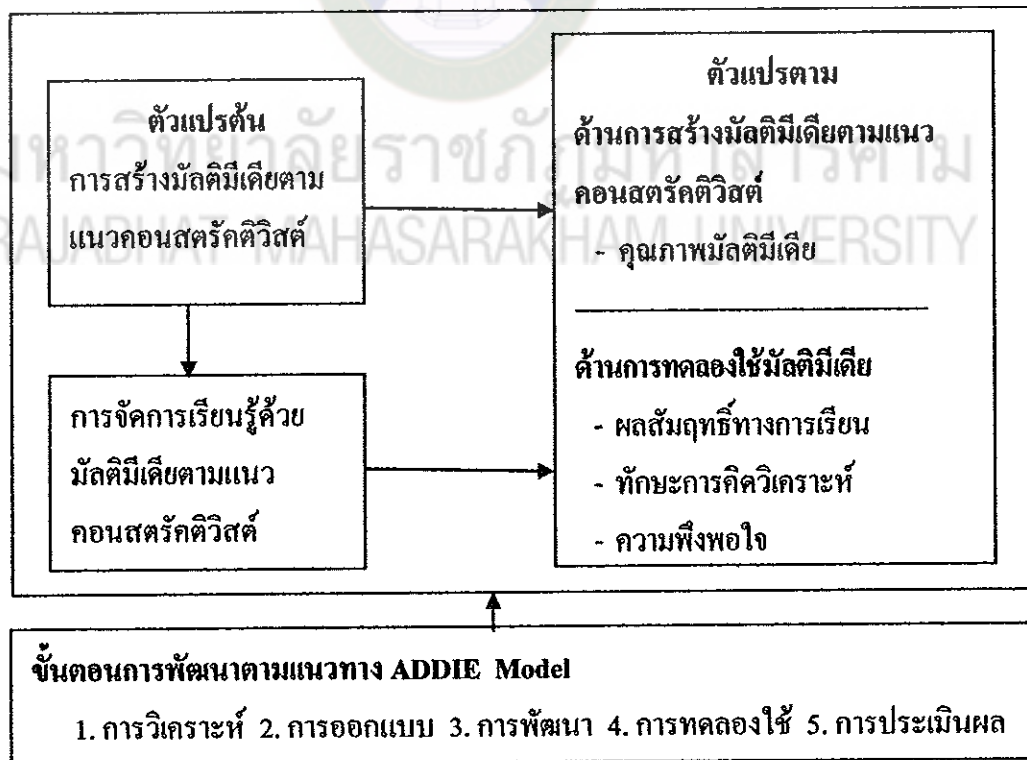 ตัวแปรต้น
การสร้างมัลติมีเดียตาม
แนวคอนสตรัคติวิสต์
การจัดการเรียนรู้ด้วย
มัลติมีเดียตามแนว
คอนสตรัคติวิสต์
ตัวแปรตาม
ด้านการสร้างมัลติมีเดียตามแนว
คอนสตรัคติวิสต์
- คุณภาพมัลติมีเดีย
ด้านการทดลองใช้มัลติมีเดีย
- ผลสัมฤทธิ์ทางการเรียน
- ทักษะการคิดวิเคราะห์
- ความพึงพอใจ
ขั้นตอนการพัฒนาตามแนวทาง ADDIE Model
1. การวิเคราะห์ 2. การออกแบบ 3. การพัฒนา 4. การทดลองใช้ 5. การประเมินผล
มหาวิทยาลัยราชภัฏมหาสารคาม
RAJABHAT MAHASARAKHAM UNIVERSITY